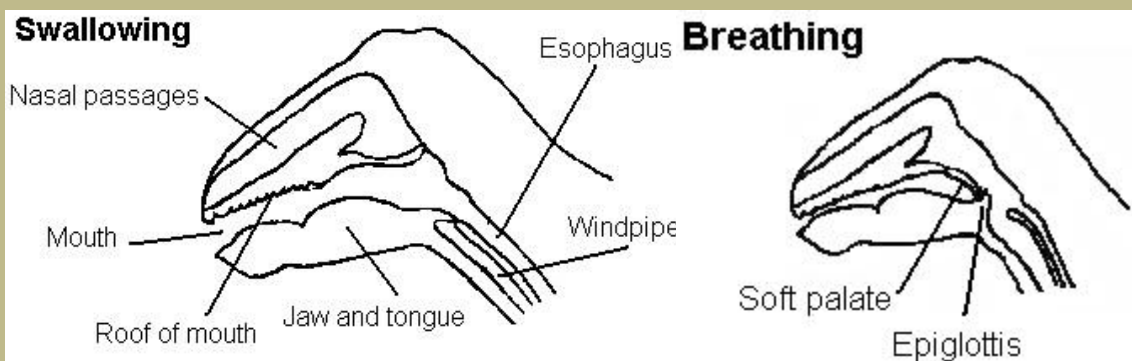 Swallowing
Esophagus
Nasal passages
Mouth
Windpipe
Roof of mouth
Jaw and tongue
Breathing
Soft palate
Epiglottis